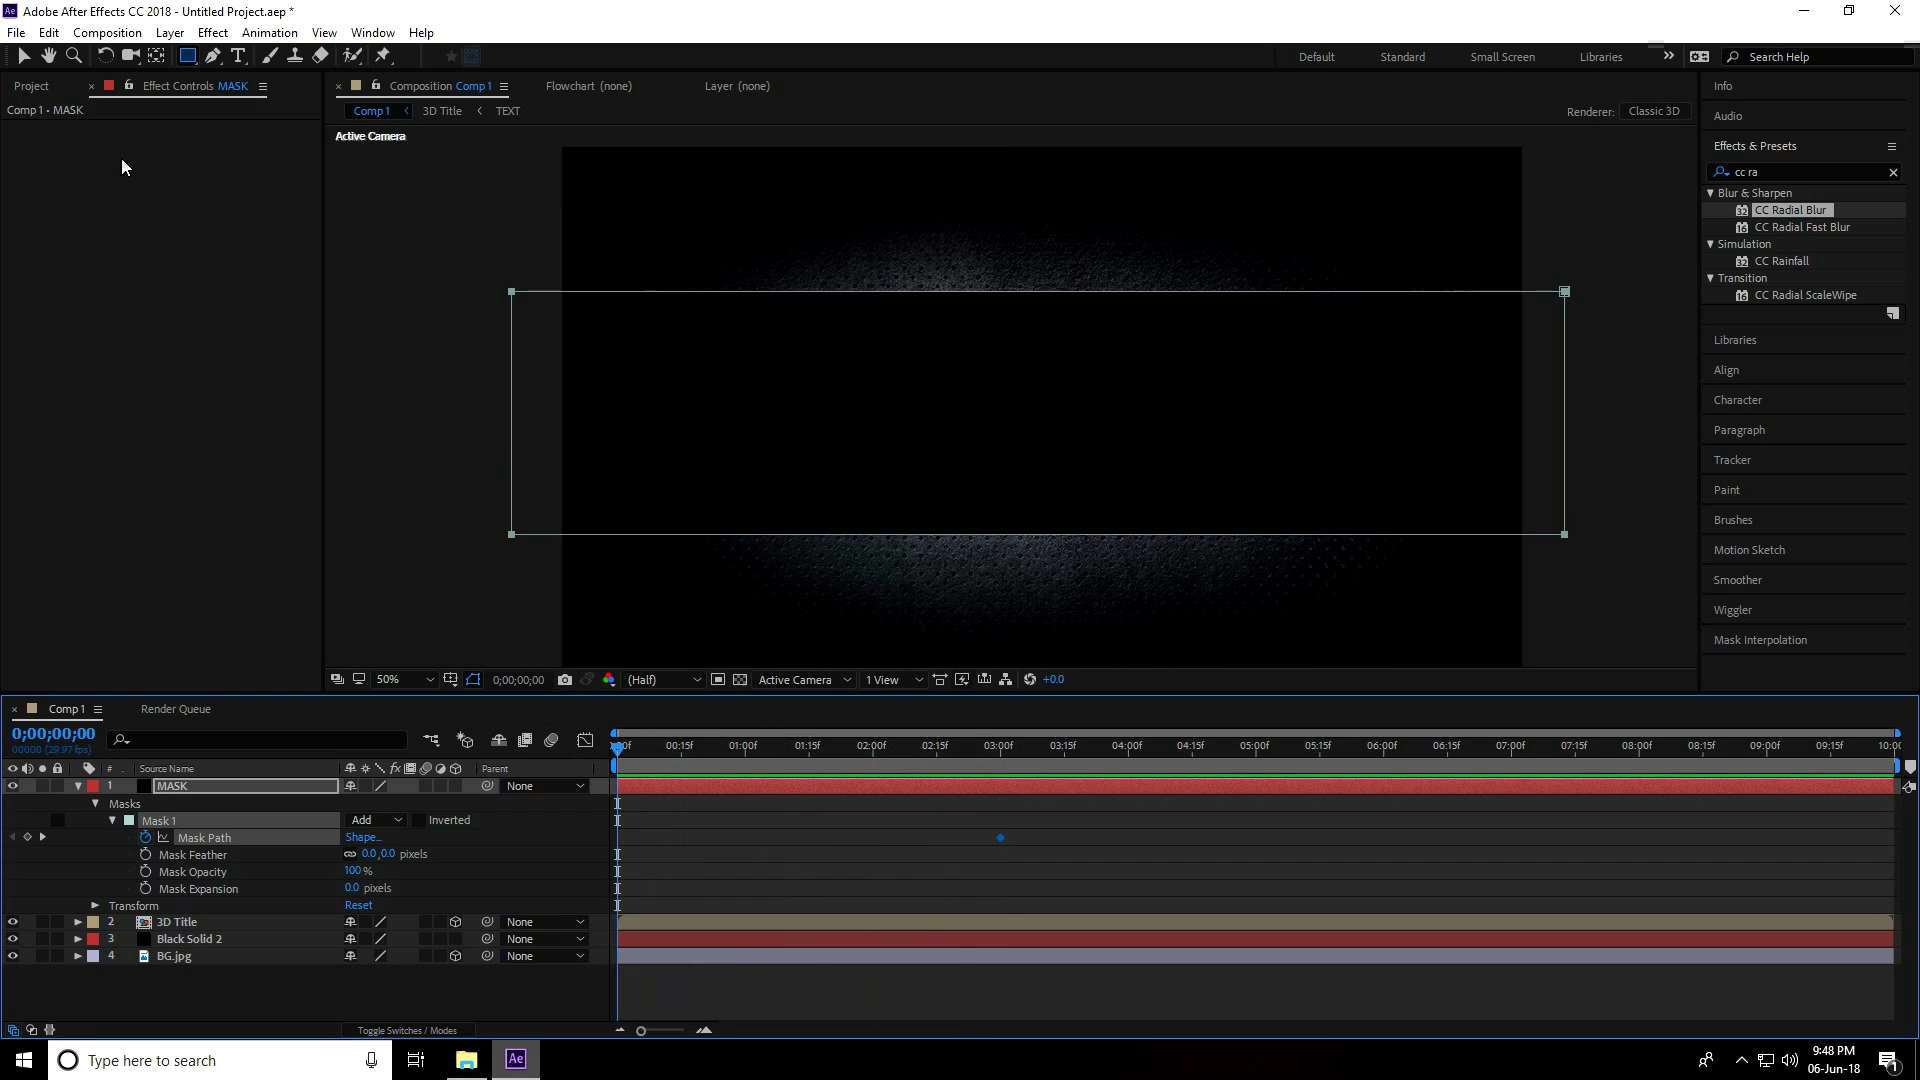 Adobe After Effects CC 2018 - Untitled Project.aep *
File Edit Composition Layer Effect Animation View Window Help
Default Standard Small Screen Libraries Search Help
Project Effect Controls MASK
Comp 1 • MASK
Composition Comp 1 Flowchart (none) Layer (none)
Comp 1 3D Title TEXT
Renderer: Classic 3D
Active Camera
Info
Audio
Effects & Presets
cc ra
Blur & Sharpen
CC Radial Blur
CC Radial Fast Blur
Simulation
CC Rainfall
Transition
CC Radial ScaleWipe
Libraries
Align
Character
Paragraph
Tracker
Paint
Brushes
Motion Sketch
Smoother
Wiggler
Mask Interpolation
50% 0;00;00;00 (Half) Active Camera 1 View +0.0
Comp 1 Render Queue
0;00;00;00
00000 (29.97 fps)
00:15f 01:00f 01:15f 02:00f 02:15f 03:00f 03:15f 04:00f 04:15f 05:00f 05:15f 06:00f 06:15f 07:00f 07:15f 08:00f 08:15f 09:00f 09:15f
# Source Name Parent
1 MASK None
Masks
Mask 1 Add Inverted
Mask Path Shape...
Mask Feather 0.0,0.0 pixels
Mask Opacity 100 %
Mask Expansion 0.0 pixels
Transform Reset
2 3D Title None
3 Black Solid 2 None
4 BG.jpg None
Toggle Switches / Modes
Type here to search
Ae
9:48 PM
06-Jun-18
1